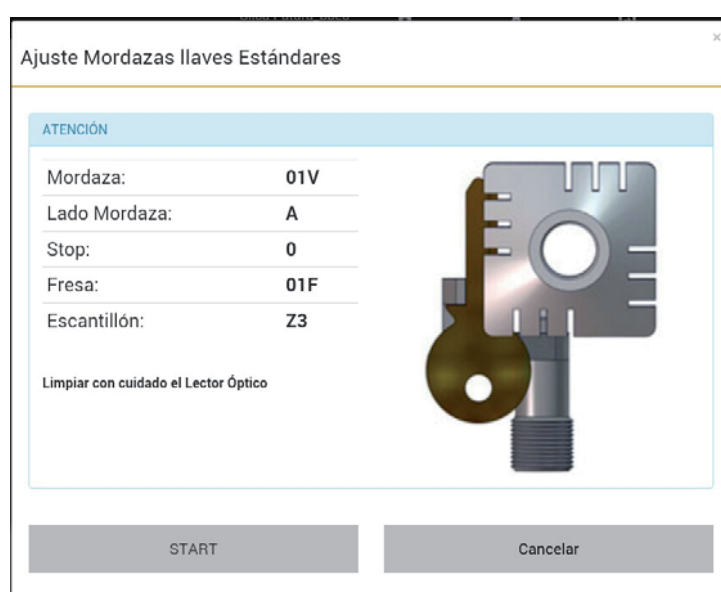 ×
Ajuste Mordazas llaves Estándares
ATENCIÓN
Mordaza: 01V
Lado Mordaza: A
Stop: 0
Fresa: 01F
Escantillón: Z3
Limpiar con cuidado el Lector Óptico
START Cancelar